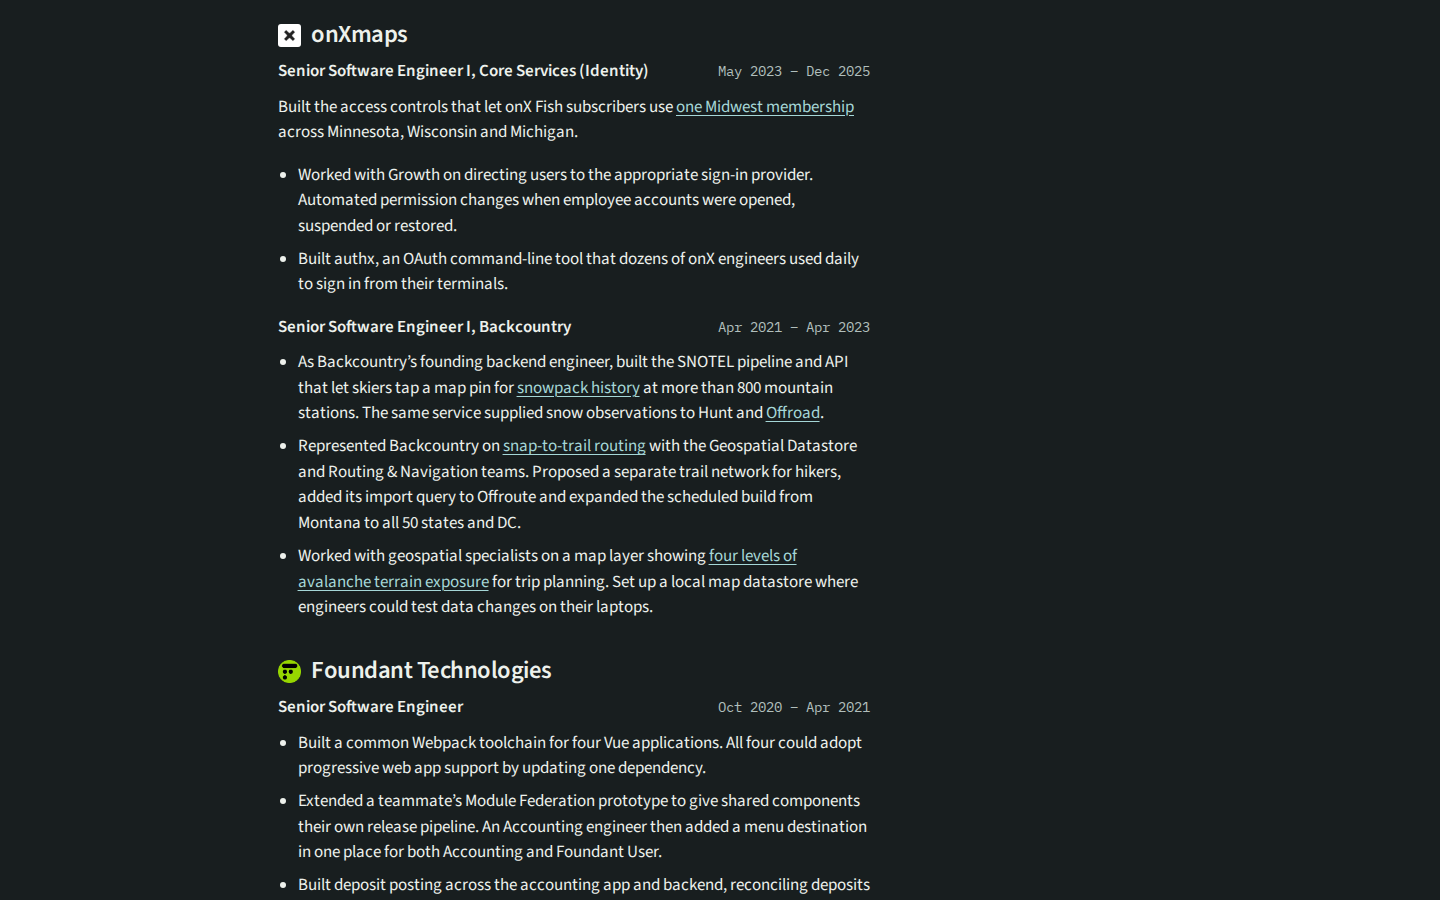 onXmaps
Senior Software Engineer I, Core Services (Identity) May 2023 – Dec 2025
Built the access controls that let onX Fish subscribers use one Midwest membership
across Minnesota, Wisconsin and Michigan.
• Worked with Growth on directing users to the appropriate sign-in provider.
Automated permission changes when employee accounts were opened,
suspended or restored.
• Built authx, an OAuth command-line tool that dozens of onX engineers used daily
to sign in from their terminals.
Senior Software Engineer I, Backcountry Apr 2021 – Apr 2023
• As Backcountry’s founding backend engineer, built the SNOTEL pipeline and API
that let skiers tap a map pin for snowpack history at more than 800 mountain
stations. The same service supplied snow observations to Hunt and Offroad.
• Represented Backcountry on snap-to-trail routing with the Geospatial Datastore
and Routing & Navigation teams. Proposed a separate trail network for hikers,
added its import query to Offroute and expanded the scheduled build from
Montana to all 50 states and DC.
• Worked with geospatial specialists on a map layer showing four levels of
avalanche terrain exposure for trip planning. Set up a local map datastore where
engineers could test data changes on their laptops.
Foundant Technologies
Senior Software Engineer Oct 2020 – Apr 2021
• Built a common Webpack toolchain for four Vue applications. All four could adopt
progressive web app support by updating one dependency.
• Extended a teammate’s Module Federation prototype to give shared components
their own release pipeline. An Accounting engineer then added a menu destination
in one place for both Accounting and Foundant User.
• Built deposit posting across the accounting app and backend, reconciling deposits